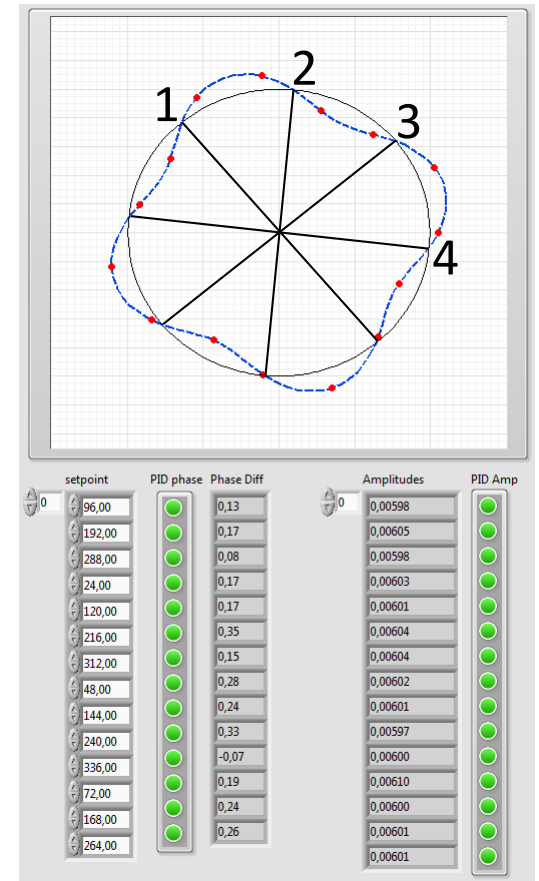 1
2
3
4
setpoint PID phase Phase Diff Amplitudes PID Amp
0 96,00 0,13 0 0,00598
192,00 0,17 0,00605
288,00 0,08 0,00598
24,00 0,17 0,00603
120,00 0,17 0,00601
216,00 0,35 0,00604
312,00 0,15 0,00604
48,00 0,28 0,00602
144,00 0,24 0,00601
240,00 0,33 0,00597
336,00 -0,07 0,00600
72,00 0,19 0,00610
168,00 0,24 0,00600
264,00 0,26 0,00601
0,00601